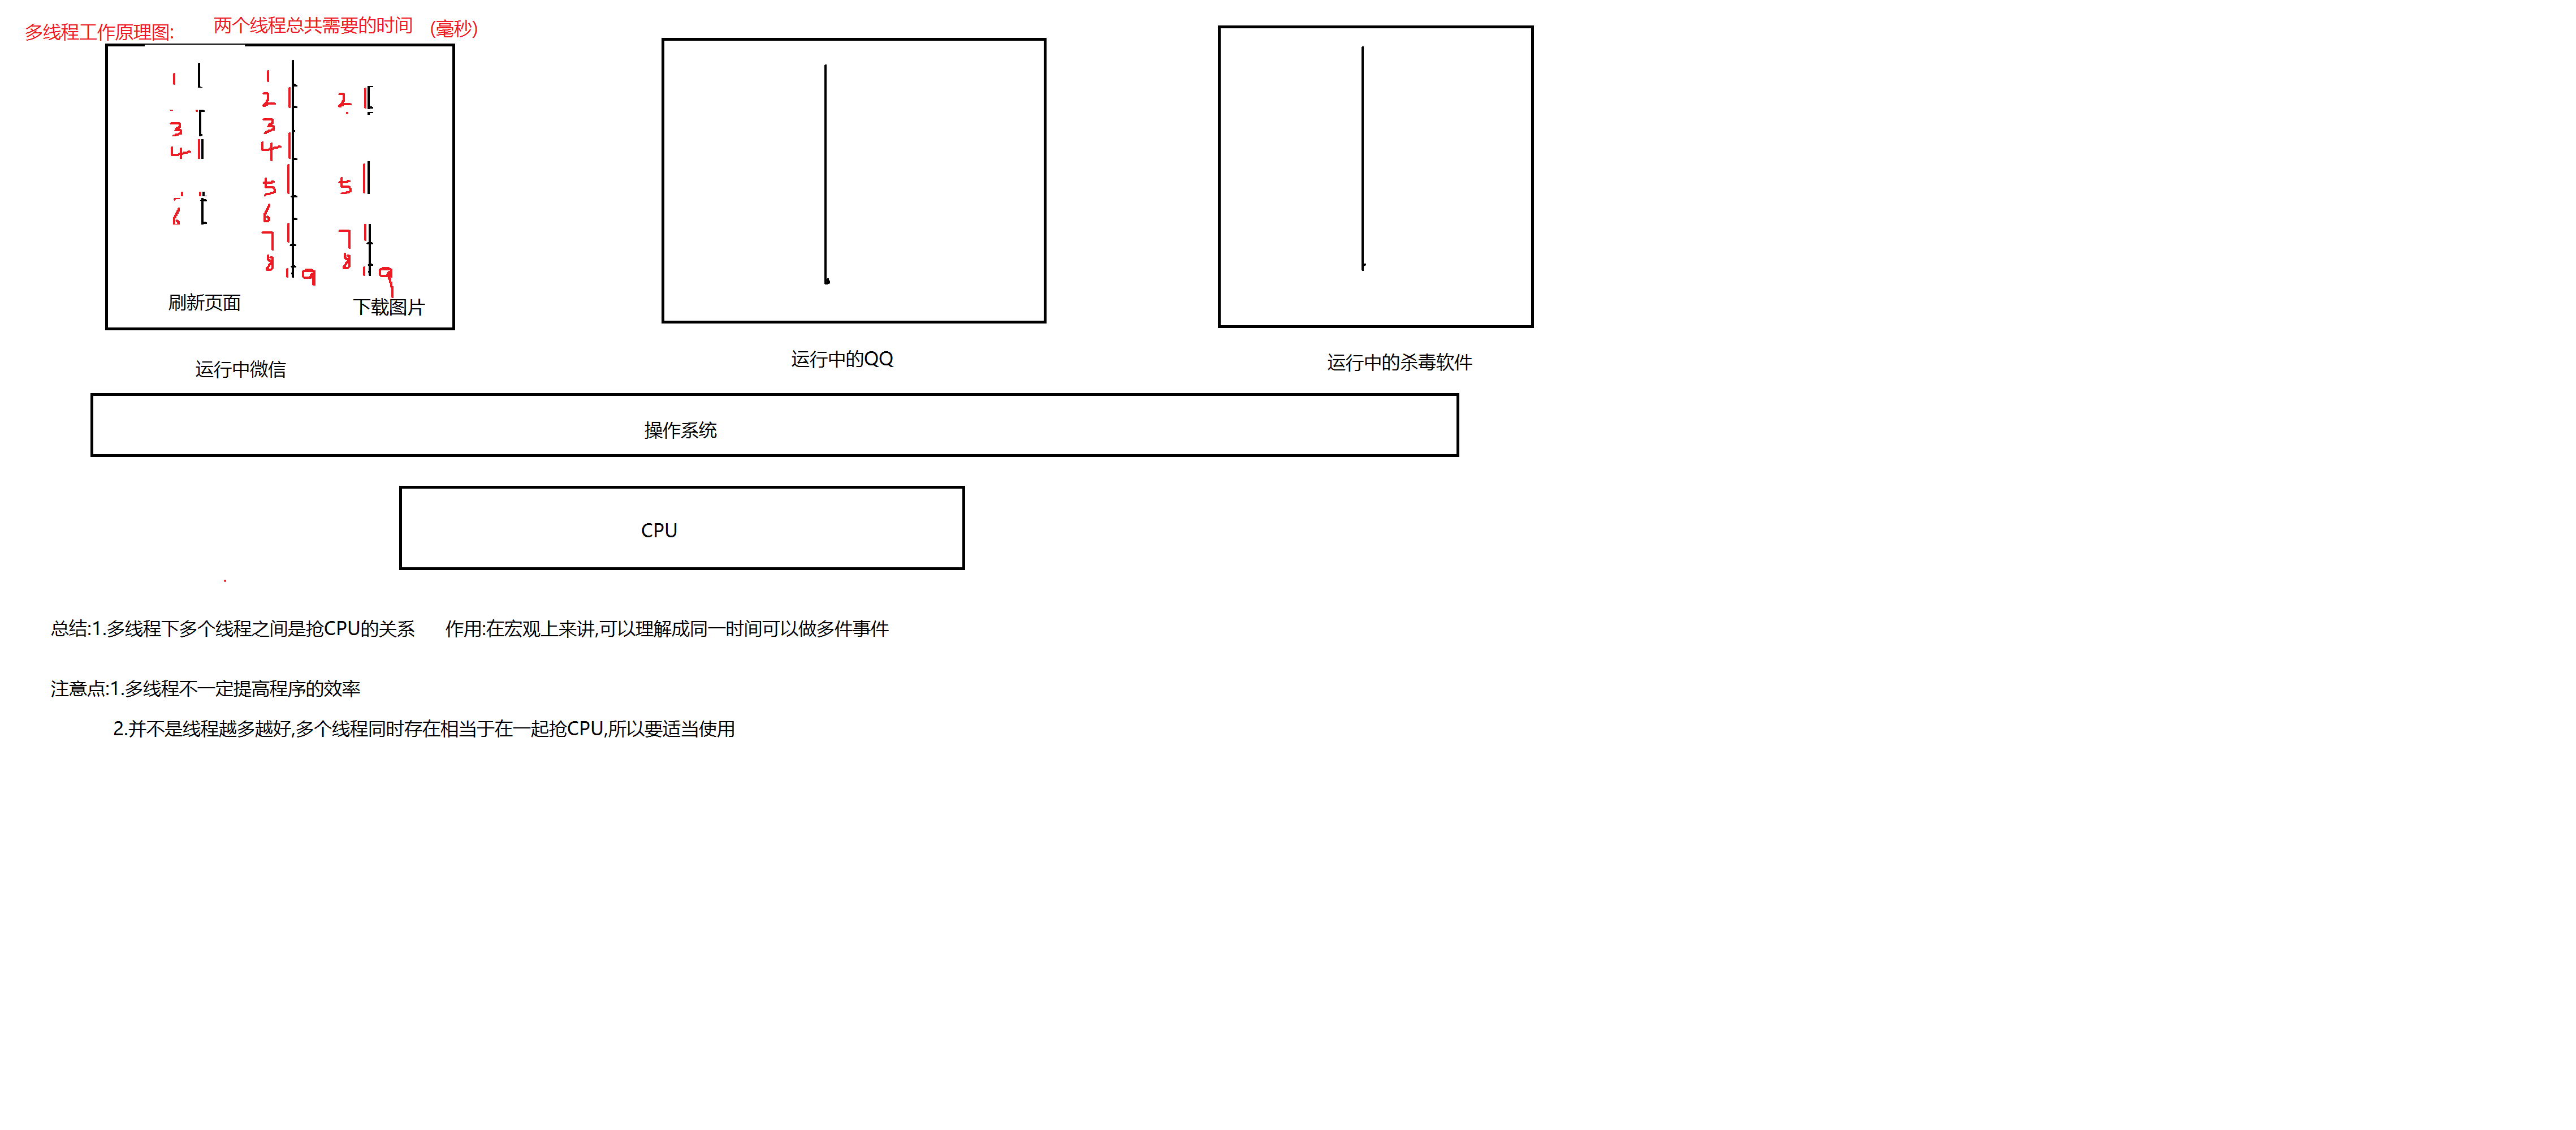 多线程工作原理图: 两个线程总共需要的时间 (毫秒)
1 1
2 2
3 3
4 4
5 5
6 6
7 7
8 8
9 9
刷新页面 下载图片
运行中微信 运行中的QQ 运行中的杀毒软件
操作系统
CPU
总结:1.多线程下多个线程之间是抢CPU的关系 作用:在宏观上来讲,可以理解成同一时间可以做多件事件
注意点:1.多线程不一定提高程序的效率
2.并不是线程越多越好,多个线程同时存在相当于在一起抢CPU,所以要适当使用